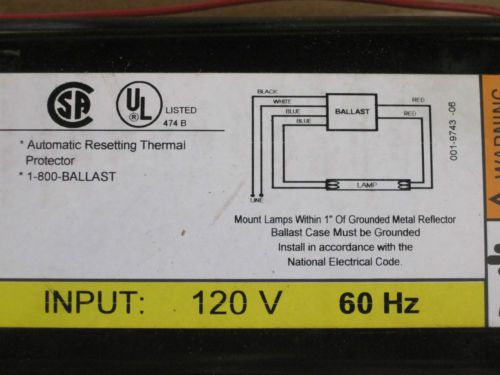 SA
UL
LISTED
474 B
* Automatic Resetting Thermal
Protector
* 1-800-BALLAST
BLACK
WHITE
BLUE
BLUE
BALLAST
RED
RED
LAMP
LINE
001-9743 -06
Mount Lamps Within 1" Of Grounded Metal Reflector
Ballast Case Must be Grounded
Install in accordance with the
National Electrical Code.
WARNING
INPUT: 120 V 60 Hz